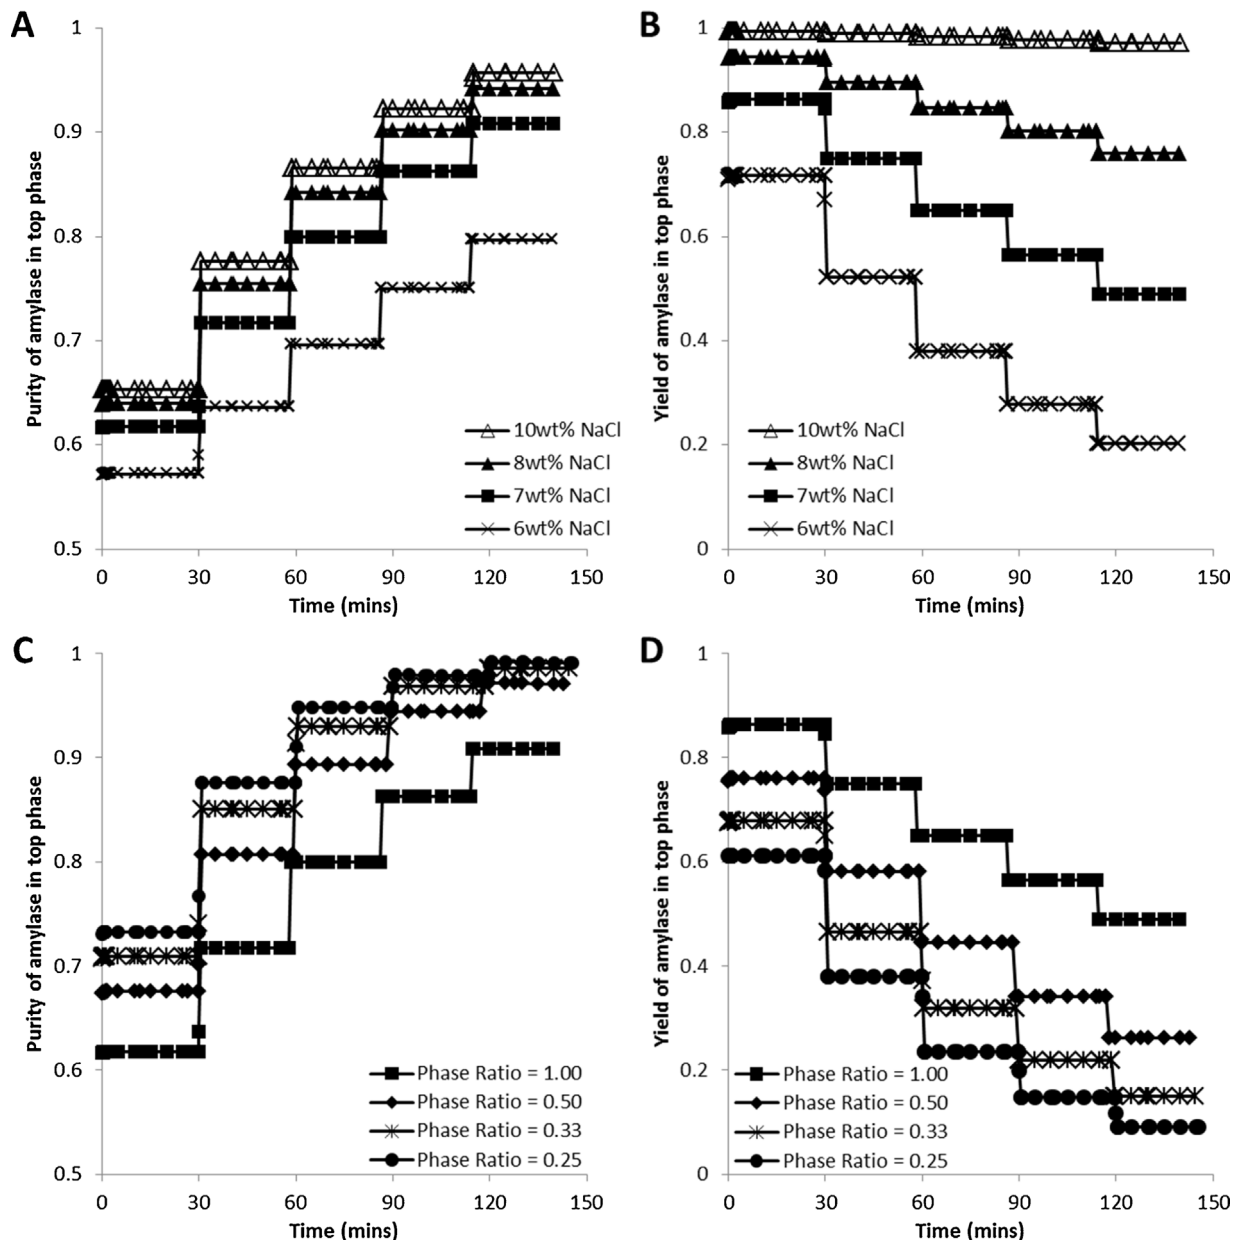 A
Purity of amylase in top phase
1
0.9
0.8
0.7
0.6
0.5
0 30 60 90 120 150
Time (mins)
10wt% NaCl
8wt% NaCl
7wt% NaCl
6wt% NaCl
B
Yield of amylase in top phase
1
0.8
0.6
0.4
0.2
0
0 30 60 90 120 150
Time (mins)
10wt% NaCl
8wt% NaCl
7wt% NaCl
6wt% NaCl
C
Purity of amylase in top phase
1
0.9
0.8
0.7
0.6
0.5
0 30 60 90 120 150
Time (mins)
Phase Ratio = 1.00
Phase Ratio = 0.50
Phase Ratio = 0.33
Phase Ratio = 0.25
D
Yield of amylase in top phase
1
0.8
0.6
0.4
0.2
0
0 30 60 90 120 150
Time (mins)
Phase Ratio = 1.00
Phase Ratio = 0.50
Phase Ratio = 0.33
Phase Ratio = 0.25